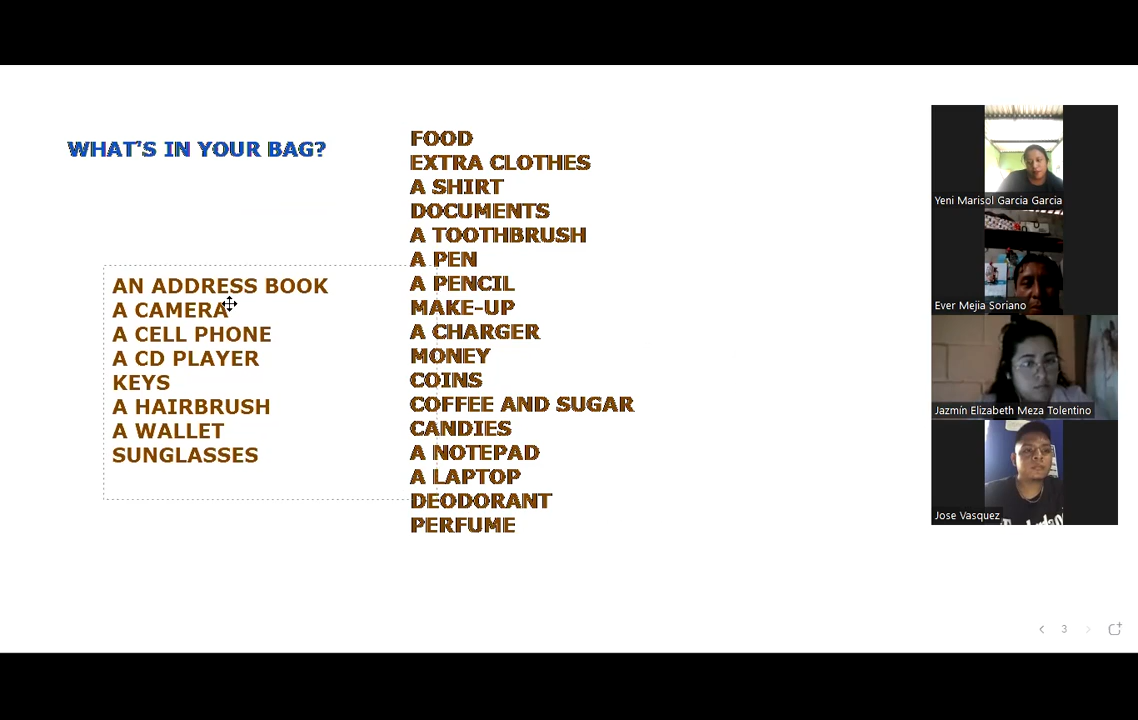 WHAT'S IN YOUR BAG?
AN ADDRESS BOOK
A CAMERA
A CELL PHONE
A CD PLAYER
KEYS
A HAIRBRUSH
A WALLET
SUNGLASSES
FOOD
EXTRA CLOTHES
A SHIRT
DOCUMENTS
A TOOTHBRUSH
A PEN
A PENCIL
MAKE-UP
A CHARGER
MONEY
COINS
COFFEE AND SUGAR
CANDIES
A NOTEPAD
A LAPTOP
DEODORANT
PERFUME
Yeni Marisol Garcia Garcia
Ever Mejia Soriano
Jazmín Elizabeth Meza Tolentino
Jose Vasquez
3